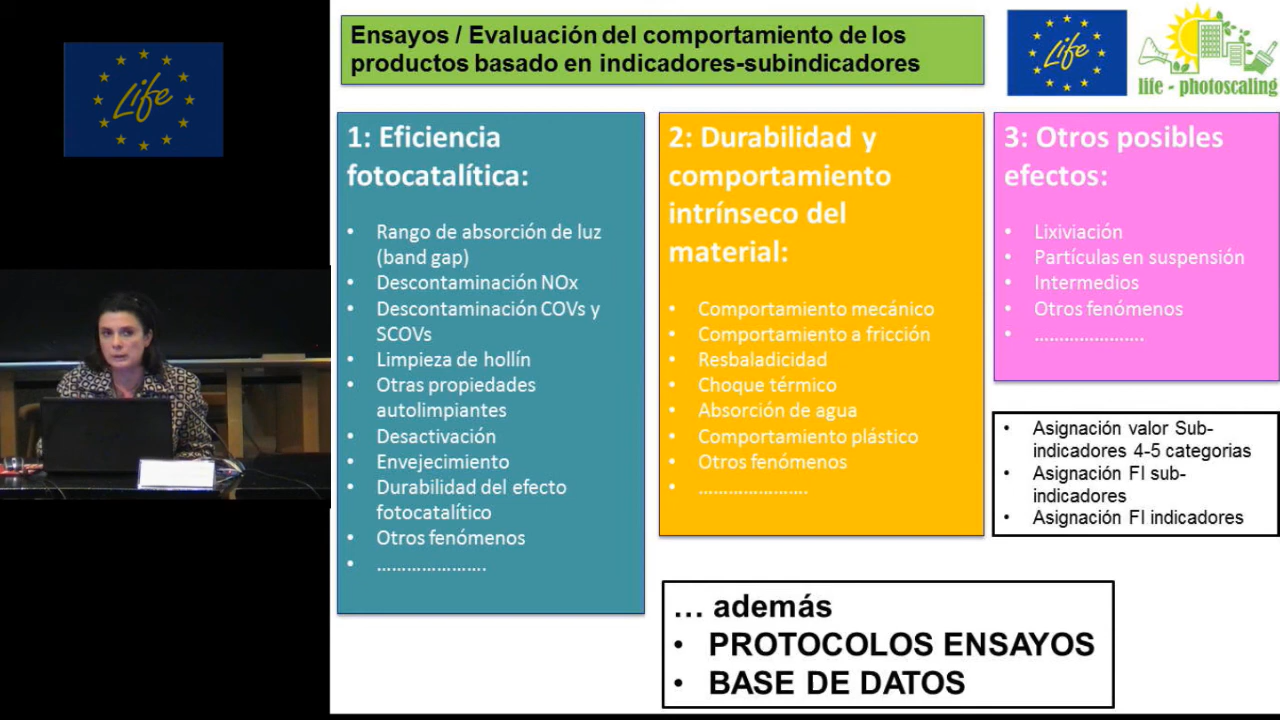 Life
Ensayos / Evaluación del comportamiento de los
productos basado en indicadores-subindicadores
Life
life - photoscaling
1: Eficiencia
fotocatalítica:
• Rango de absorción de luz
(band gap)
• Descontaminación NOx
• Descontaminación COVs y
SCOVs
• Limpieza de hollín
• Otras propiedades
autolimpiantes
• Desactivación
• Envejecimiento
• Durabilidad del efecto
fotocatalítico
• Otros fenómenos
• .......................
2: Durabilidad y
comportamiento
intrínseco del
material:
• Comportamiento mecánico
• Comportamiento a fricción
• Resbaladicidad
• Choque térmico
• Absorción de agua
• Comportamiento plástico
• Otros fenómenos
• .......................
3: Otros posibles
efectos:
• Lixiviación
• Partículas en suspensión
• Intermedios
• Otros fenómenos
• .......................
• Asignación valor Sub-
indicadores 4-5 categorias
• Asignación FI sub-
indicadores
• Asignación FI indicadores
... además
• PROTOCOLOS ENSAYOS
• BASE DE DATOS